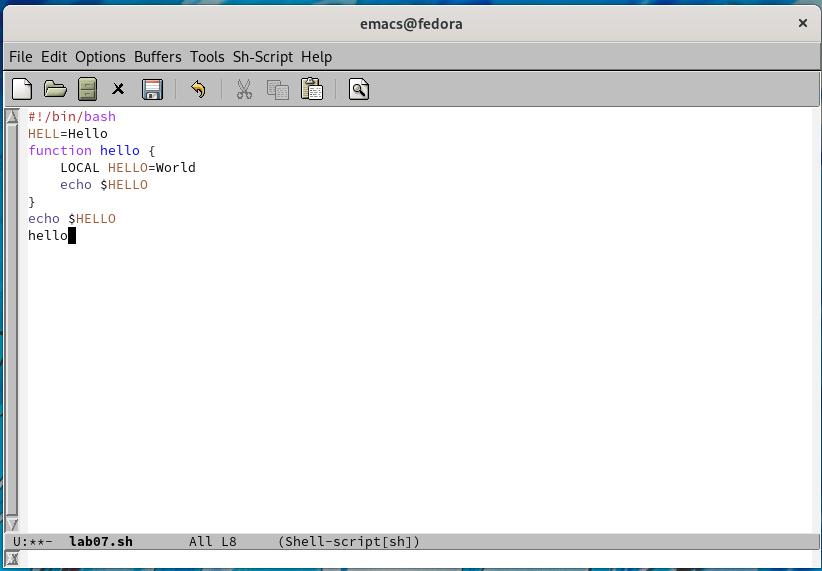 emacs@fedora ×
File Edit Options Buffers Tools Sh-Script Help
#!/bin/bash
HELL=Hello
function hello {
    LOCAL HELLO=World
    echo $HELLO
}
echo $HELLO
hello
U:**-  lab07.sh       All L8     (Shell-script[sh])